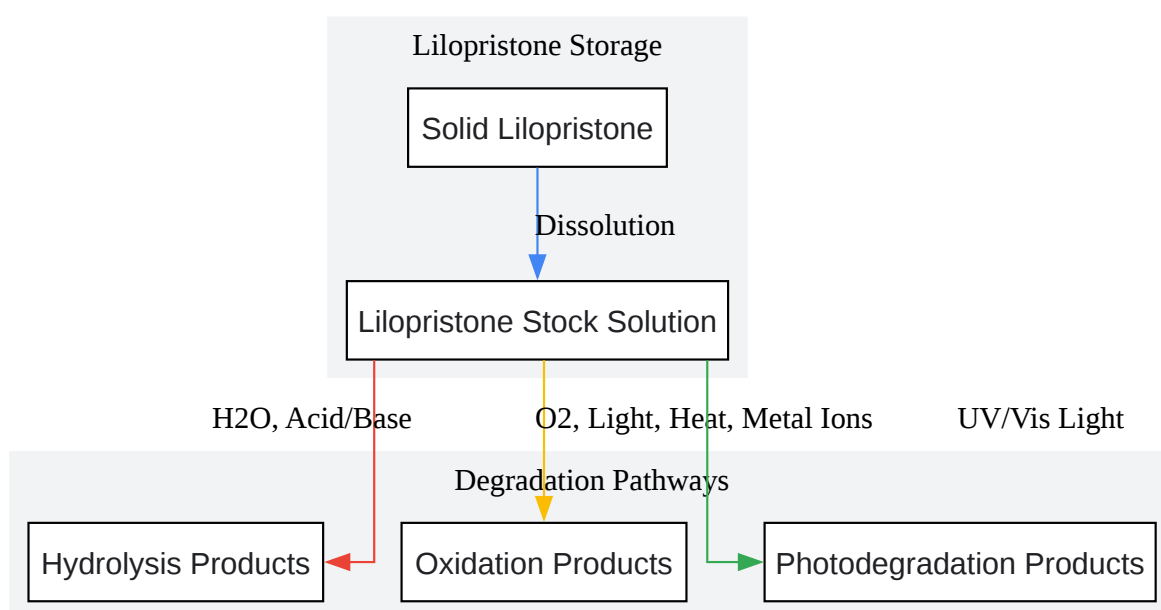 Lilopristone Storage
Solid Lilopristone
Dissolution
Lilopristone Stock Solution
H2O, Acid/Base
O2, Light, Heat, Metal Ions
UV/Vis Light
Degradation Pathways
Hydrolysis Products
Oxidation Products
Photodegradation Products